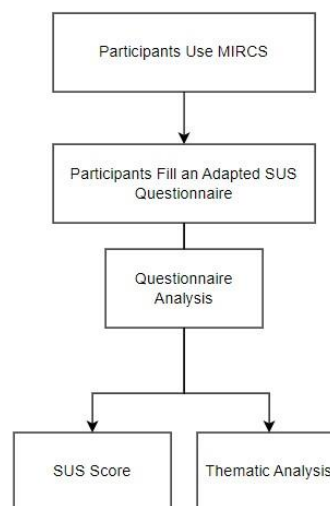 Participants Use MIRCS
Participants Fill an Adapted SUS
Questionnaire
Questionnaire
Analysis
SUS Score
Thematic Analysis